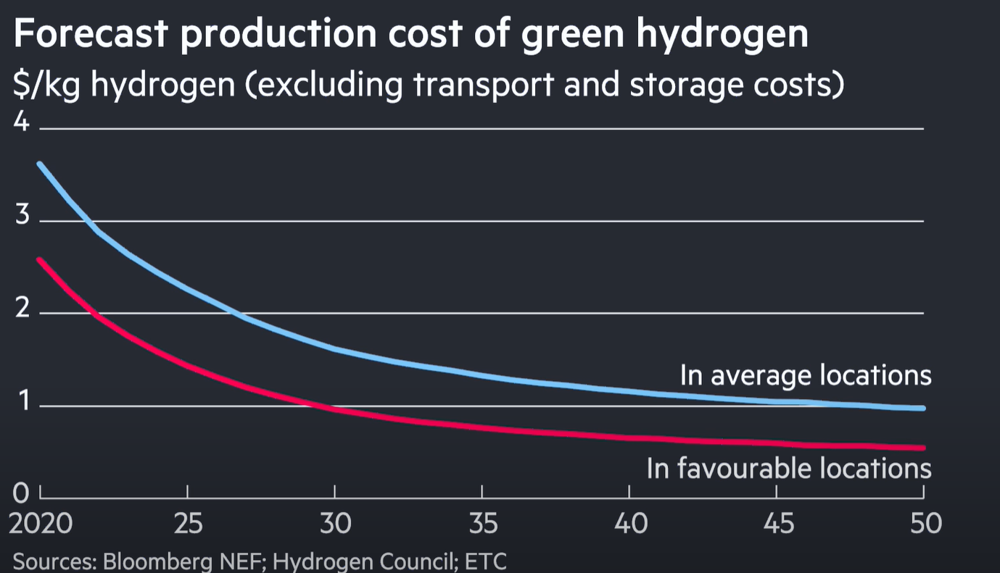 Forecast production cost of green hydrogen
$/kg hydrogen (excluding transport and storage costs)
4
3
2
In average locations
1
In favourable locations
0
2020 25 30 35 40 45 50
Sources: Bloomberg NEF; Hydrogen Council; ETC